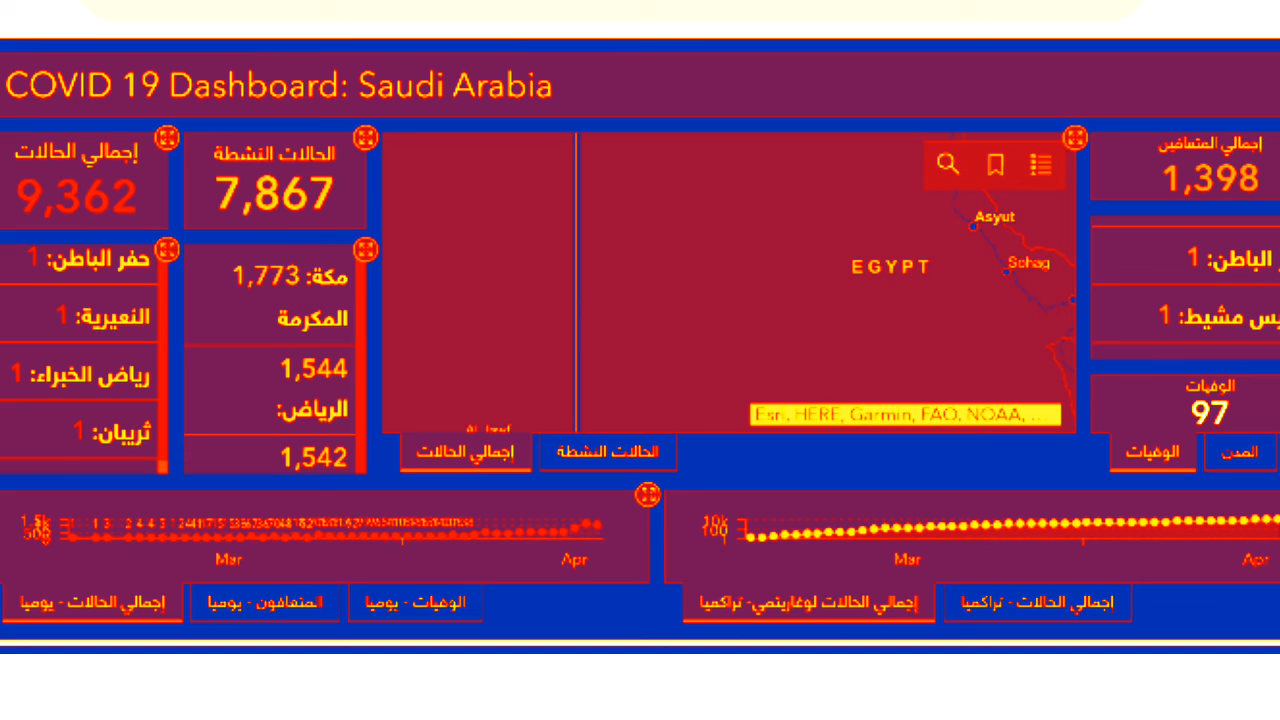 COVID 19 Dashboard: Saudi Arabia
إجمالي الحالات
9,362
الحالات النشطة
7,867
إجمالي المتعافين
1,398
Asyut
EGYPT
Sohag
حفر الباطن: 1
النعيرية: 1
رياض الخبراء: 1
ثريبان: 1
مكة: 1,773
المكرمة
1,544
الرياض:
1,542
الباطن: 1
يس مشيط: 1
الوفيات
97
Esri, HERE, Garmin, FAO, NOAA, ...
إجمالي الحالات
الحالات النشطة
الوفيات
المدن
Mar
Apr
10k
100
Mar
Apr
إجمالي الحالات - يوميا
المتعافون - يوميا
الوفيات - يوميا
إجمالي الحالات لوغاريتمي- تراكميا
إجمالي الحالات - تراكميا